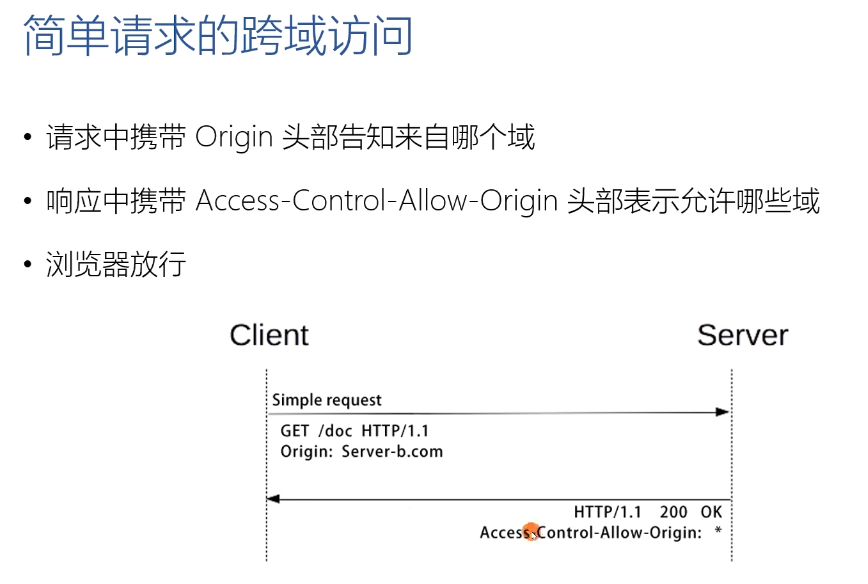 简单请求的跨域访问
• 请求中携带 Origin 头部告知来自哪个域
• 响应中携带 Access-Control-Allow-Origin 头部表示允许哪些域
• 浏览器放行
Client Server
Simple request
GET /doc HTTP/1.1
Origin: Server-b.com
HTTP/1.1 200 OK
Access-Control-Allow-Origin: *